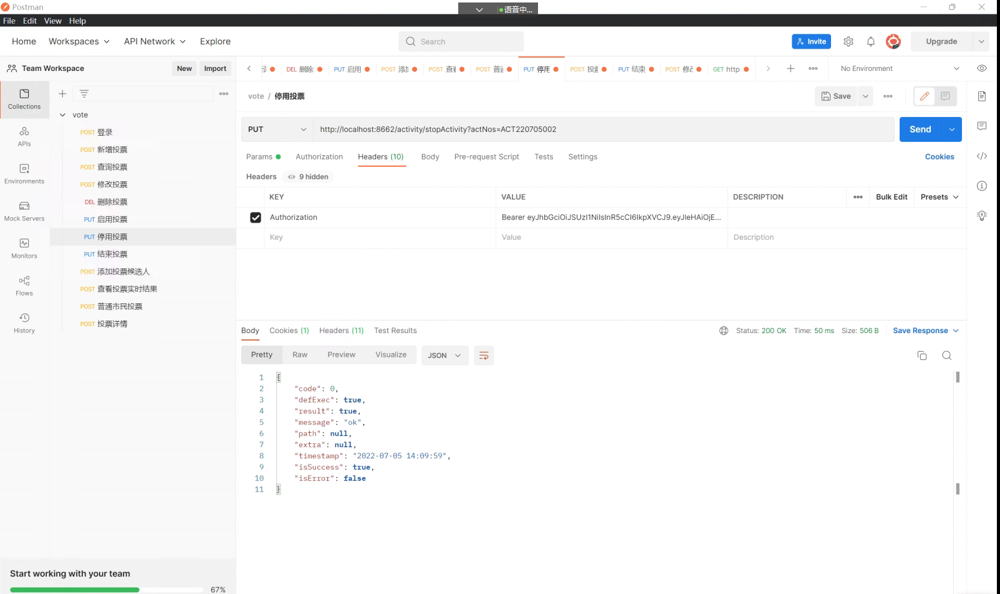 Postman
语音中...
File Edit View Help
Home Workspaces API Network Explore
Search
Invite
Upgrade
Team Workspace
New Import
DEL 删除
PUT 启用
POST
POST
POST
PUT 停用
POST
PUT 结束
POST
GET http
No Environment
Collections
APIs
Environments
Mock Servers
Monitors
Flows
History
vote
POST 登录
POST 新增投票
POST 查询投票
POST 修改投票
DEL 删除投票
PUT 启用投票
PUT 停用投票
PUT 结束投票
POST 添加投票候选人
POST 查看投票实时结果
POST 普通市民投票
POST 投票详情
Start working with your team
67%
vote / 停用投票
Save
PUT http://localhost:8662/activity/stopActivity?actNos=ACT220705002
Send
Params Authorization Headers (10) Body Pre-request Script Tests Settings Cookies
Headers 9 hidden
KEY VALUE DESCRIPTION Bulk Edit Presets
Authorization Bearer eyJhbGciOiJSUzI1NiIsInR5cCI6IkpXVCJ9.eyJleHAiOjE...
Key Value Description
Body Cookies (1) Headers (11) Test Results Status: 200 OK Time: 50 ms Size: 506 B Save Response
Pretty Raw Preview Visualize JSON
1 {
2 "code": 0,
3 "defExec": true,
4 "result": true,
5 "message": "ok",
6 "path": null,
7 "extra": null,
8 "timestamp": "2022-07-05 14:09:59",
9 "isSuccess": true,
10 "isError": false
11 }